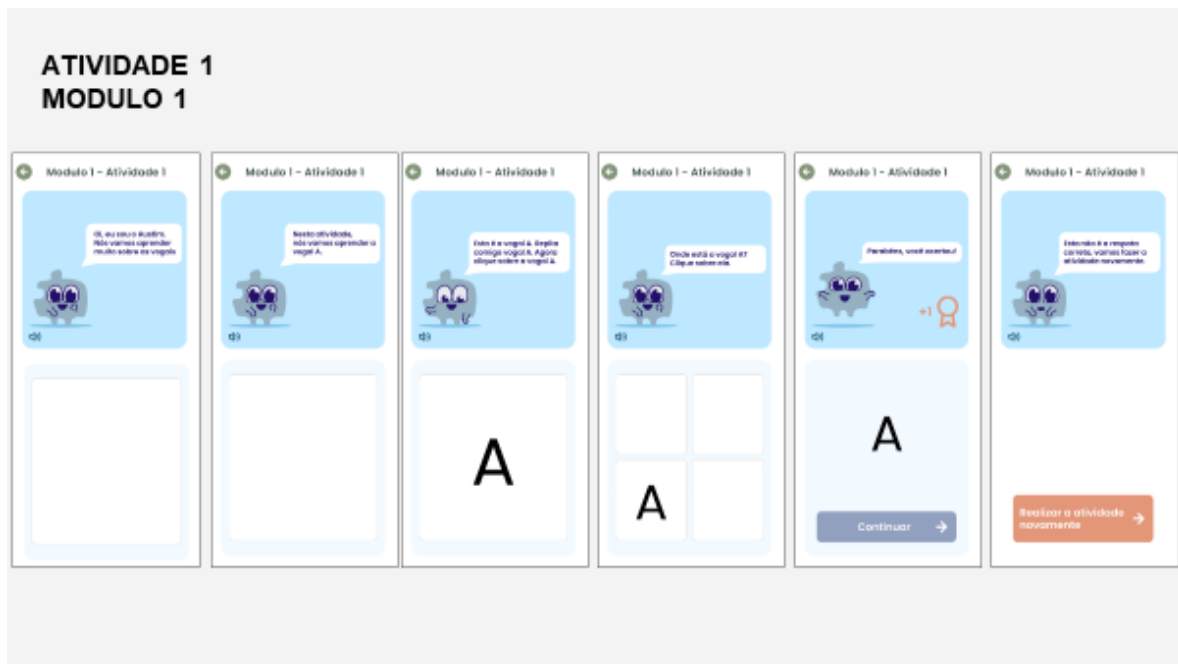 ATIVIDADE 1
MODULO 1
Modulo 1 - Atividade 1
Oi, eu sou o Austim.
Nós vamos aprender
muito sobre as vogais
Modulo 1 - Atividade 1
Nesta atividade,
nós vamos aprender a
vogal A.
Modulo 1 - Atividade 1
Esta é a vogal A. Repita
comigo vogal A. Agora
clique sobre a vogal A.
A
Modulo 1 - Atividade 1
Onde está a vogal A?
Clique sobre ela.
A
Modulo 1 - Atividade 1
Parabéns, você acertou!
+1
A
Continuar
Modulo 1 - Atividade 1
Esta não é a resposta
correta, vamos fazer a
atividade novamente.
Realizar a atividade
novamente